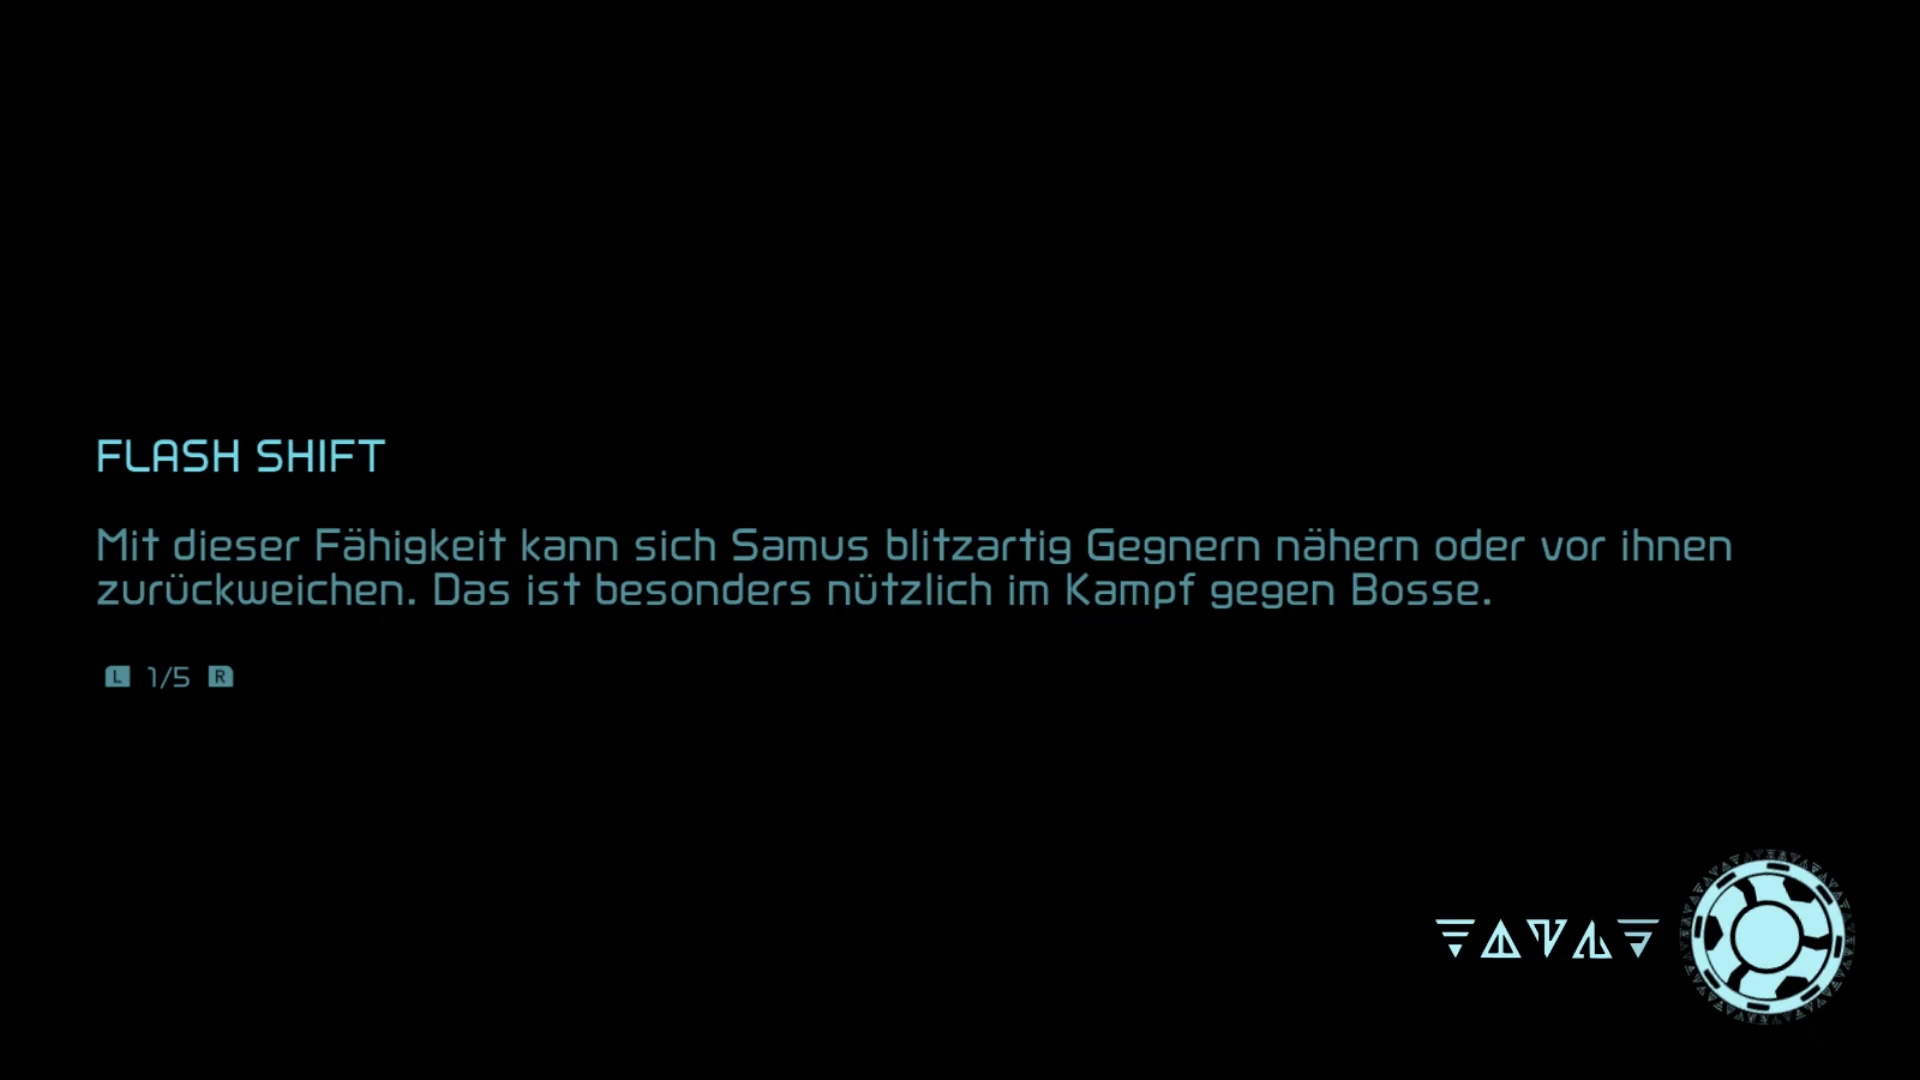 FLASH SHIFT
Mit dieser Fähigkeit kann sich Samus blitzartig Gegnern nähern oder vor ihnen
zurückweichen. Das ist besonders nützlich im Kampf gegen Bosse.
L 1/5 R